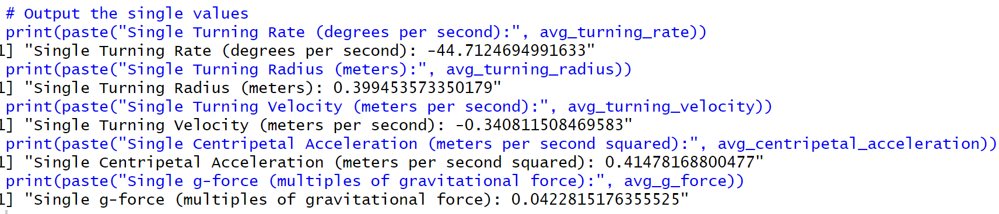 # Output the single values
print(paste("Single Turning Rate (degrees per second):", avg_turning_rate))
1] "Single Turning Rate (degrees per second): -44.7124694991633"
print(paste("Single Turning Radius (meters):", avg_turning_radius))
1] "Single Turning Radius (meters): 0.399453573350179"
print(paste("Single Turning Velocity (meters per second):", avg_turning_velocity))
1] "Single Turning Velocity (meters per second): -0.340811508469583"
print(paste("Single Centripetal Acceleration (meters per second squared):", avg_centripetal_acceleration))
1] "Single Centripetal Acceleration (meters per second squared): 0.41478168800477"
print(paste("Single g-force (multiples of gravitational force):", avg_g_force))
1] "Single g-force (multiples of gravitational force): 0.0422815176355525"